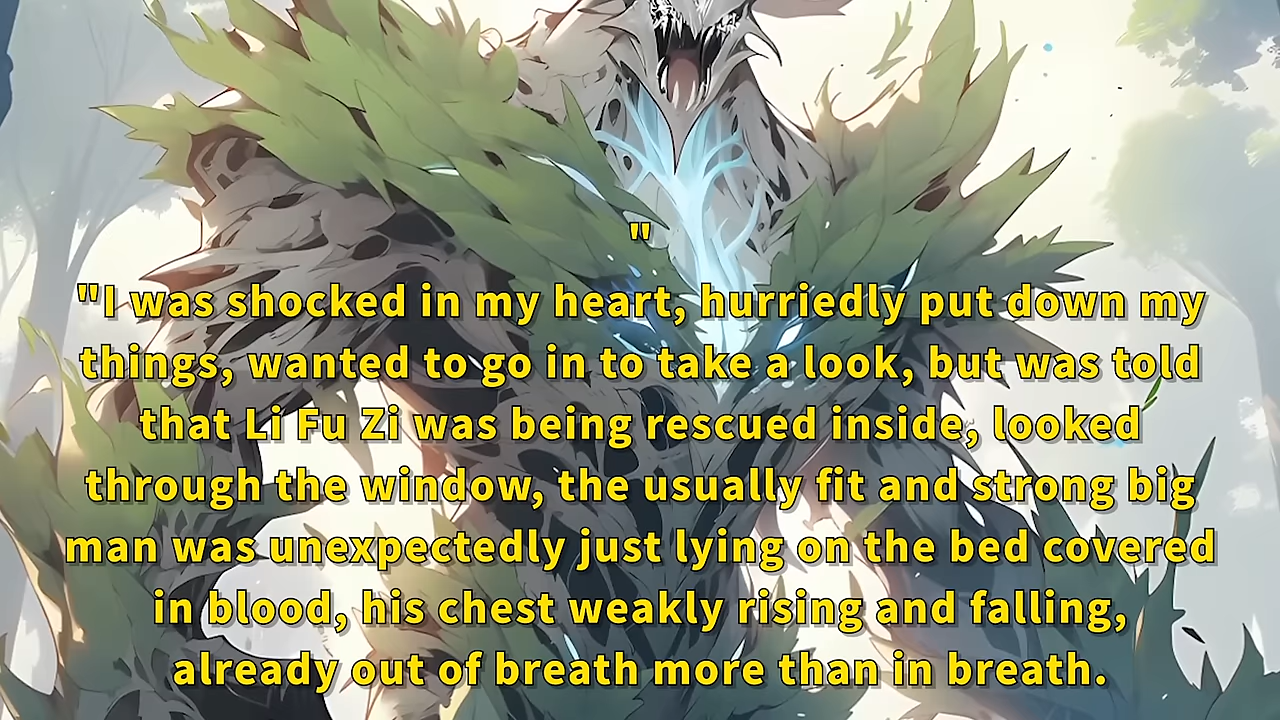 "
"I was shocked in my heart, hurriedly put down my
things, wanted to go in to take a look, but was told
that Li Fu Zi was being rescued inside, looked
through the window, the usually fit and strong big
man was unexpectedly just lying on the bed covered
in blood, his chest weakly rising and falling,
already out of breath more than in breath.